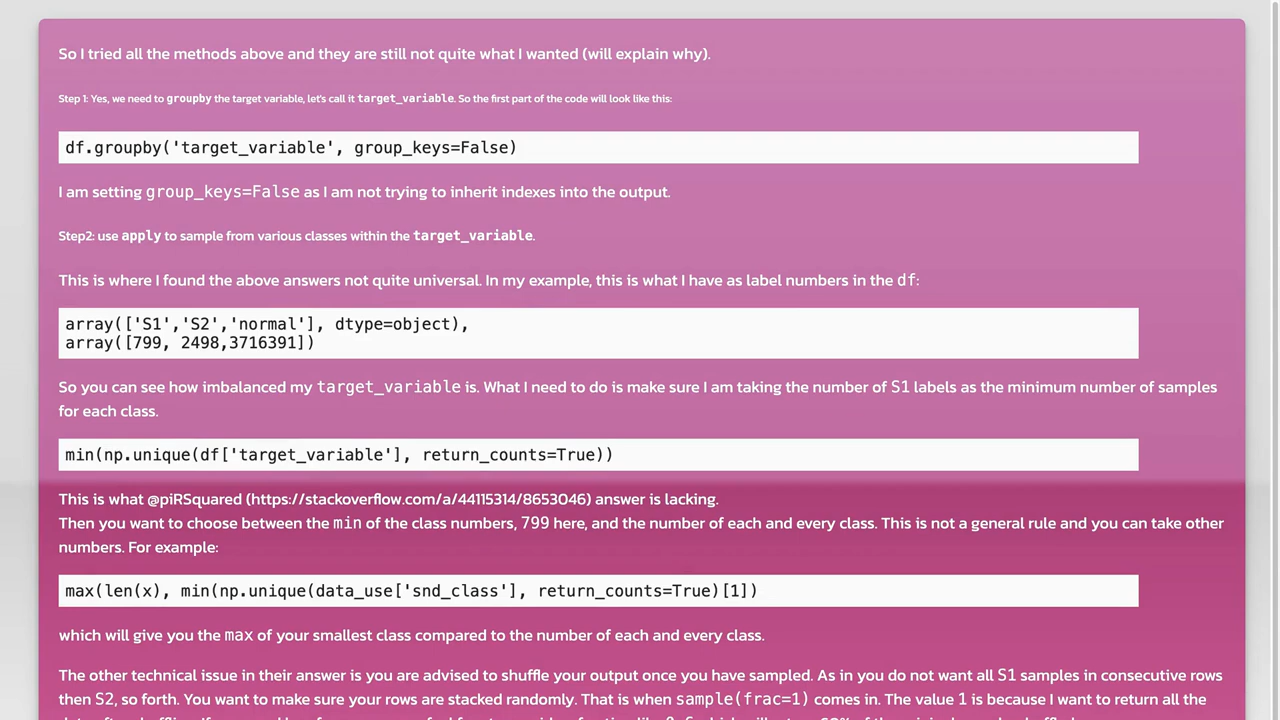 So I tried all the methods above and they are still not quite what I wanted (will explain why).
Step 1: Yes, we need to groupby the target variable, let's call it target_variable. So the first part of the code will look like this:
df.groupby('target_variable', group_keys=False)
I am setting group_keys=False as I am not trying to inherit indexes into the output.
Step2: use apply to sample from various classes within the target_variable.
This is where I found the above answers not quite universal. In my example, this is what I have as label numbers in the df:
array(['S1','S2','normal'], dtype=object),
array([799, 2498,3716391])
So you can see how imbalanced my target_variable is. What I need to do is make sure I am taking the number of S1 labels as the minimum number of samples
for each class.
min(np.unique(df['target_variable'], return_counts=True))
This is what @piRSquared (https://stackoverflow.com/a/44115314/8653046) answer is lacking.
Then you want to choose between the min of the class numbers, 799 here, and the number of each and every class. This is not a general rule and you can take other
numbers. For example:
max(len(x), min(np.unique(data_use['snd_class'], return_counts=True)[1])
which will give you the max of your smallest class compared to the number of each and every class.
The other technical issue in their answer is you are advised to shuffle your output once you have sampled. As in you do not want all S1 samples in consecutive rows
then S2, so forth. You want to make sure your rows are stacked randomly. That is when sample(frac=1) comes in. The value 1 is because I want to return all the